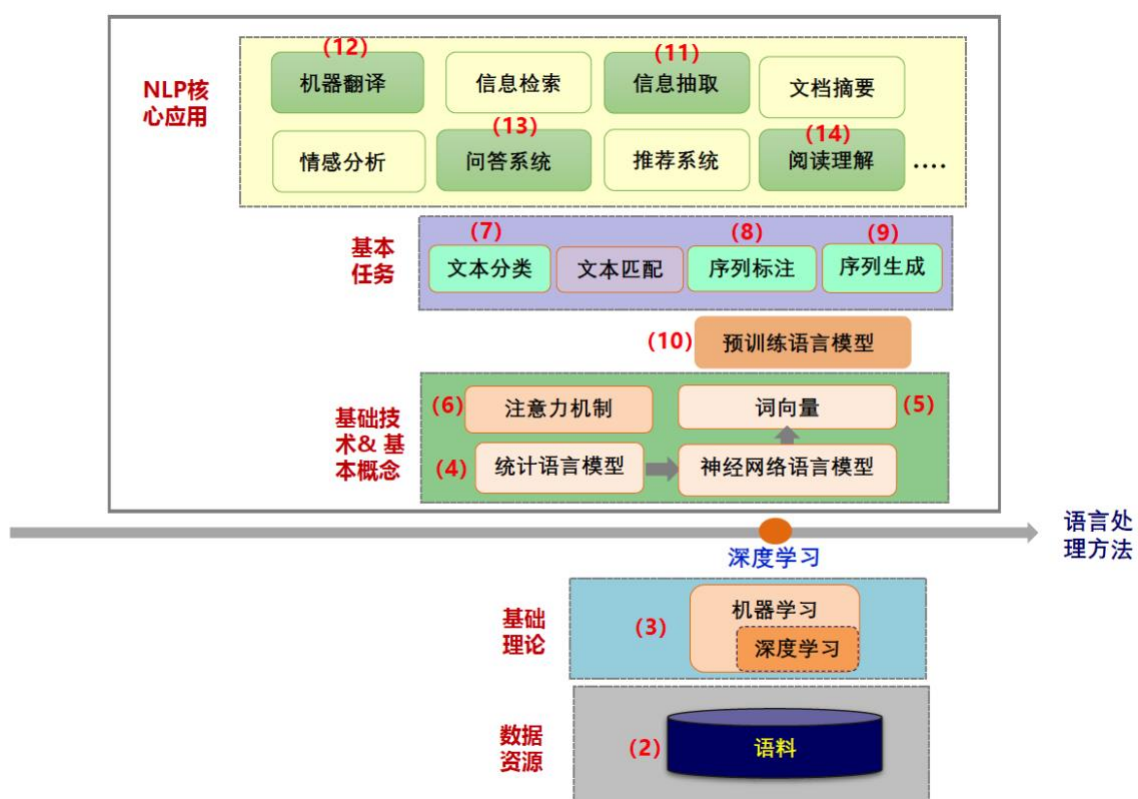 (12)
(11)
机器翻译
信息检索
信息抽取
文档摘要
NLP核
心应用
(13)
(14)
情感分析
问答系统
推荐系统
阅读理解
....
(7)
(8)
(9)
基本
任务
文本分类
文本匹配
序列标注
序列生成
(10)
预训练语言模型
基础技
术& 基
本概念
(6)
注意力机制
词向量
(5)
(4)
统计语言模型
神经网络语言模型
语言处
理方法
深度学习
基础
理论
(3)
机器学习
深度学习
数据
资源
(2)
语料